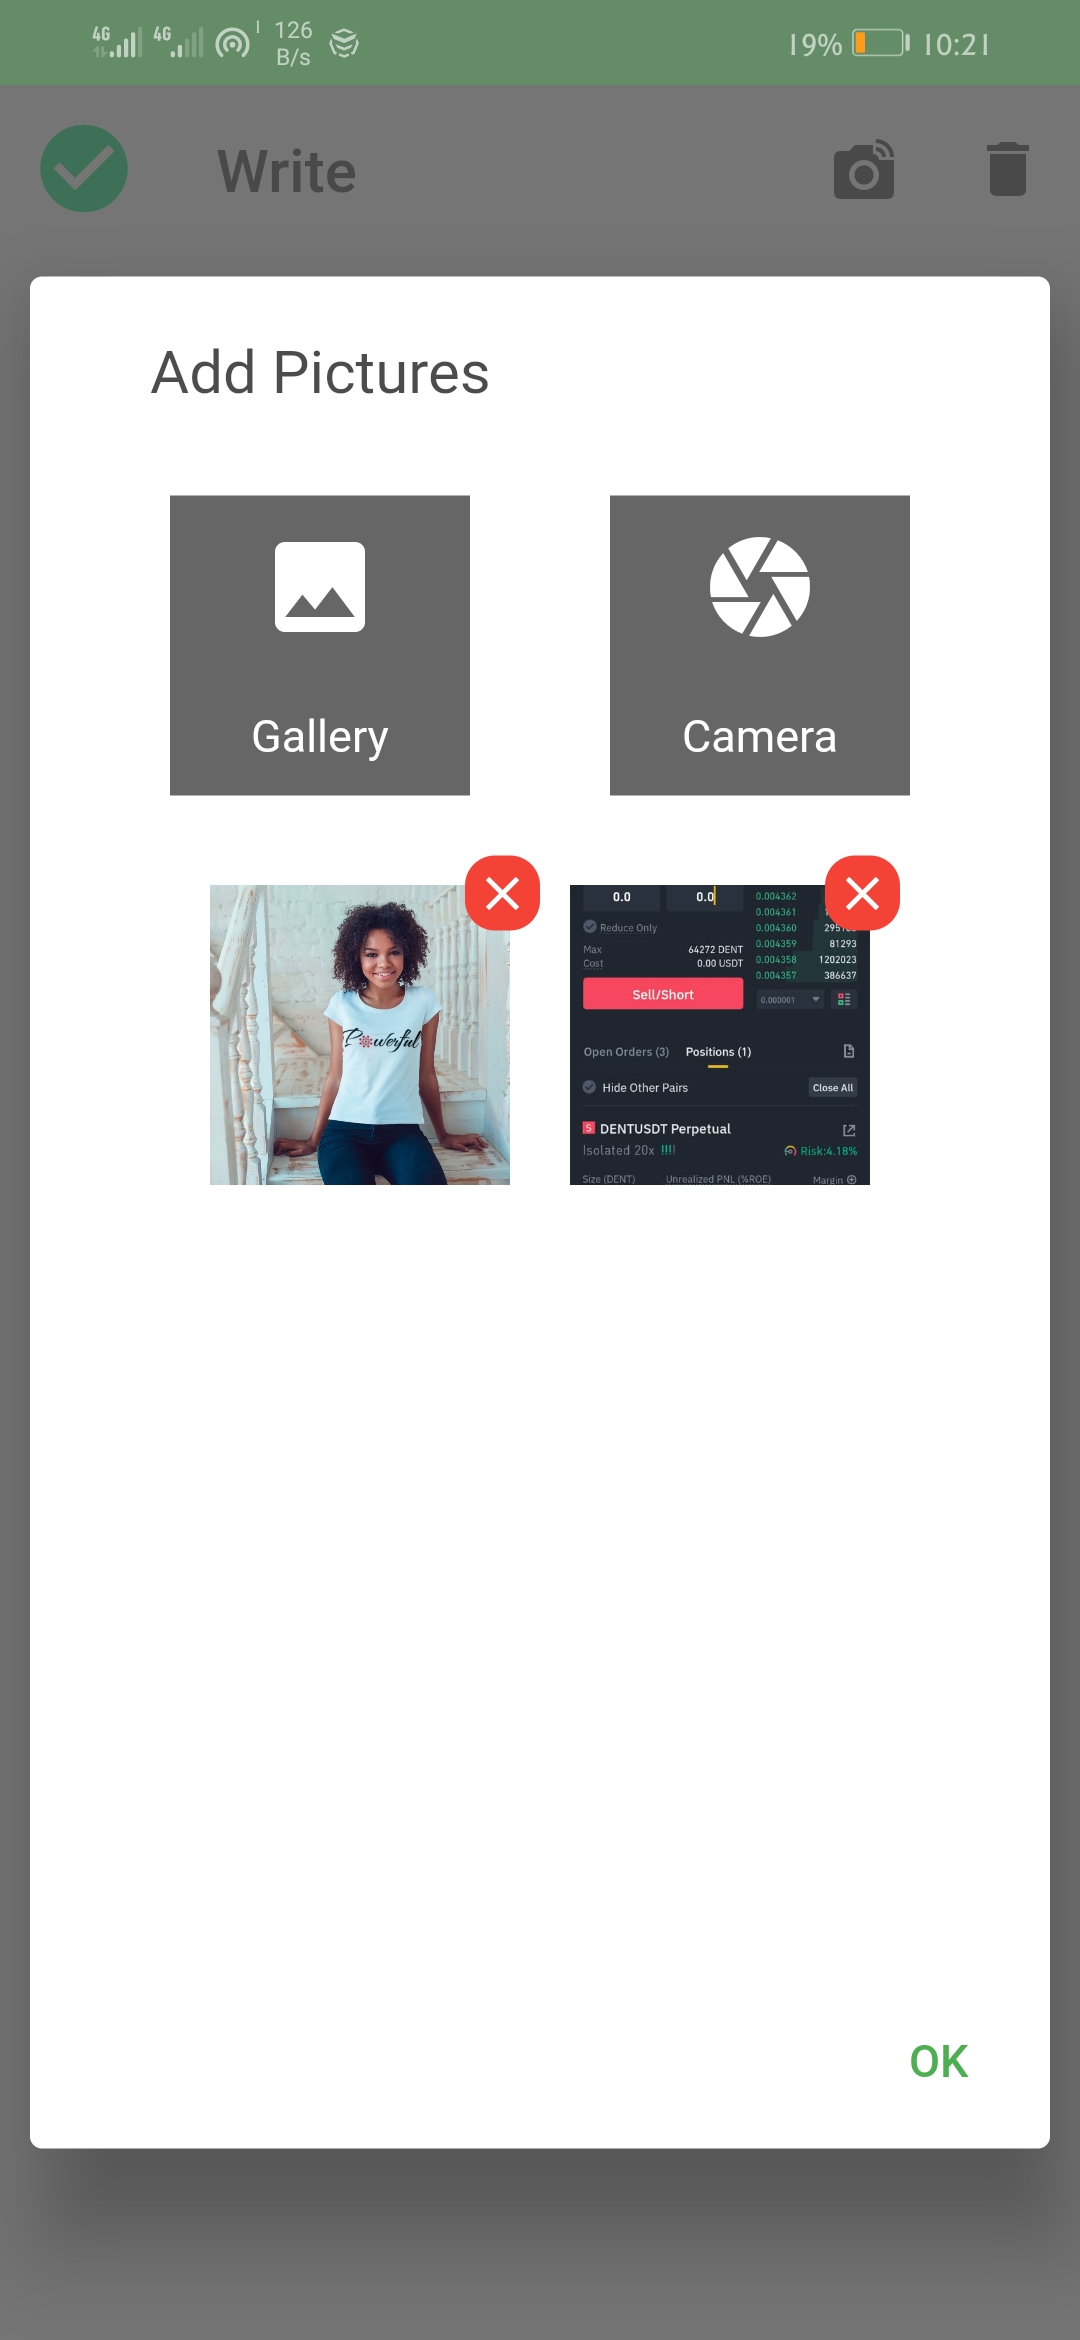 4G 4G 126 B/s 19% 10:21
Write
Add Pictures
Gallery Camera
Powerful
0.0 0.0 0.004362
0.004361
Reduce Only 0.004360
Max 64272 DENT 0.004359 81293
Cost 0.00 USDT 0.004358 1202023
0.004357 386637
Sell/Short 0.000001
Open Orders (3) Positions (1)
Hide Other Pairs Close All
S DENTUSDT Perpetual
Isolated 20x !!!! Risk:4.18%
Size (DENT) Unrealized PNL (%ROE) Margin
OK